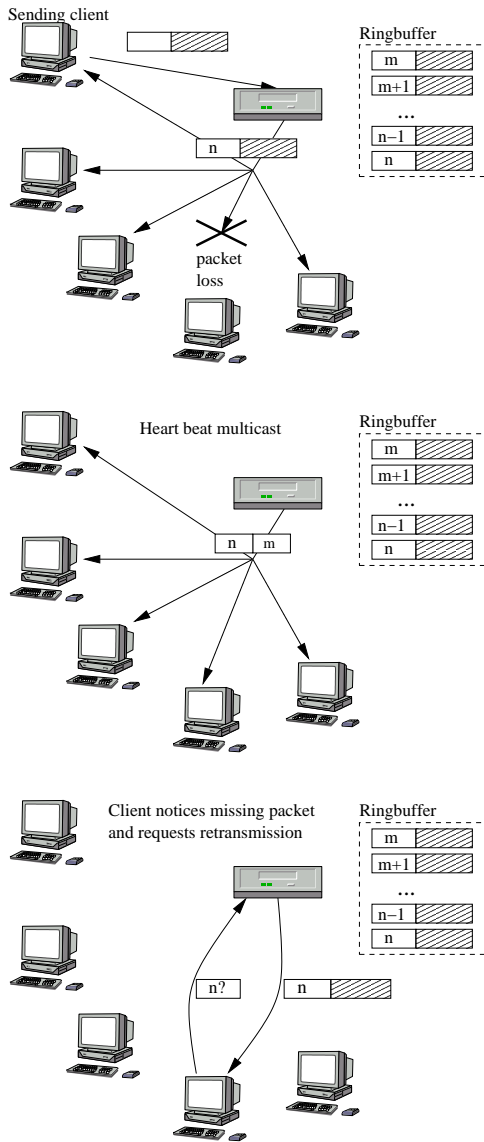 Sending client
Ringbuffer
m
m+1
...
n−1
n
n
packet
loss
Heart beat multicast
Ringbuffer
m
m+1
...
n−1
n
n m
Client notices missing packet
and requests retransmission
Ringbuffer
m
m+1
...
n−1
n
n?
n